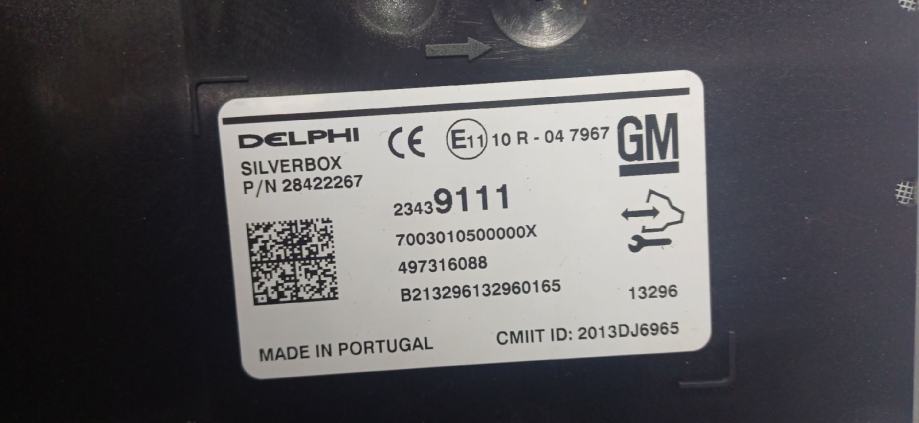 DELPHI
CE E11 10 R - 04 7967 GM
SILVERBOX
P/N 28422267
23439111
7003010500000X
497316088
B213296132960165
13296
MADE IN PORTUGAL
CMIIT ID: 2013DJ6965